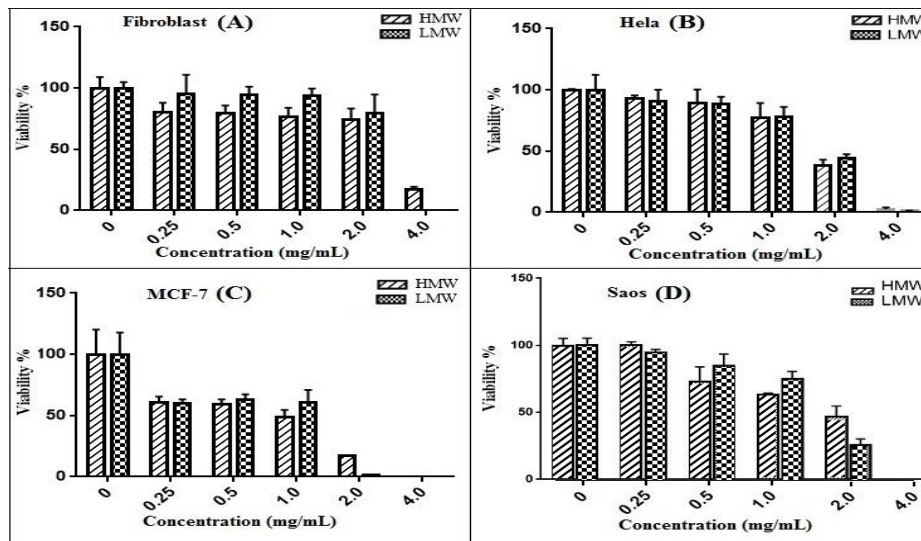 Fibroblast (A)
HMW
LMW
150
100
50
0
Viability %
0 0.25 0.5 1.0 2.0 4.0
Concentration (mg/mL)
Hela (B)
HMW
LMW
150
100
50
0
Viability %
0 0.25 0.5 1.0 2.0 4.0
Concentration (mg/mL)
MCF-7 (C)
HMW
LMW
150
100
50
0
Viability %
0 0.25 0.5 1.0 2.0 4.0
Concentration (mg/mL)
Saos (D)
HMW
LMW
150
100
50
0
Viability %
0 0.25 0.5 1.0 2.0 4.0
Concentration (mg/mL)